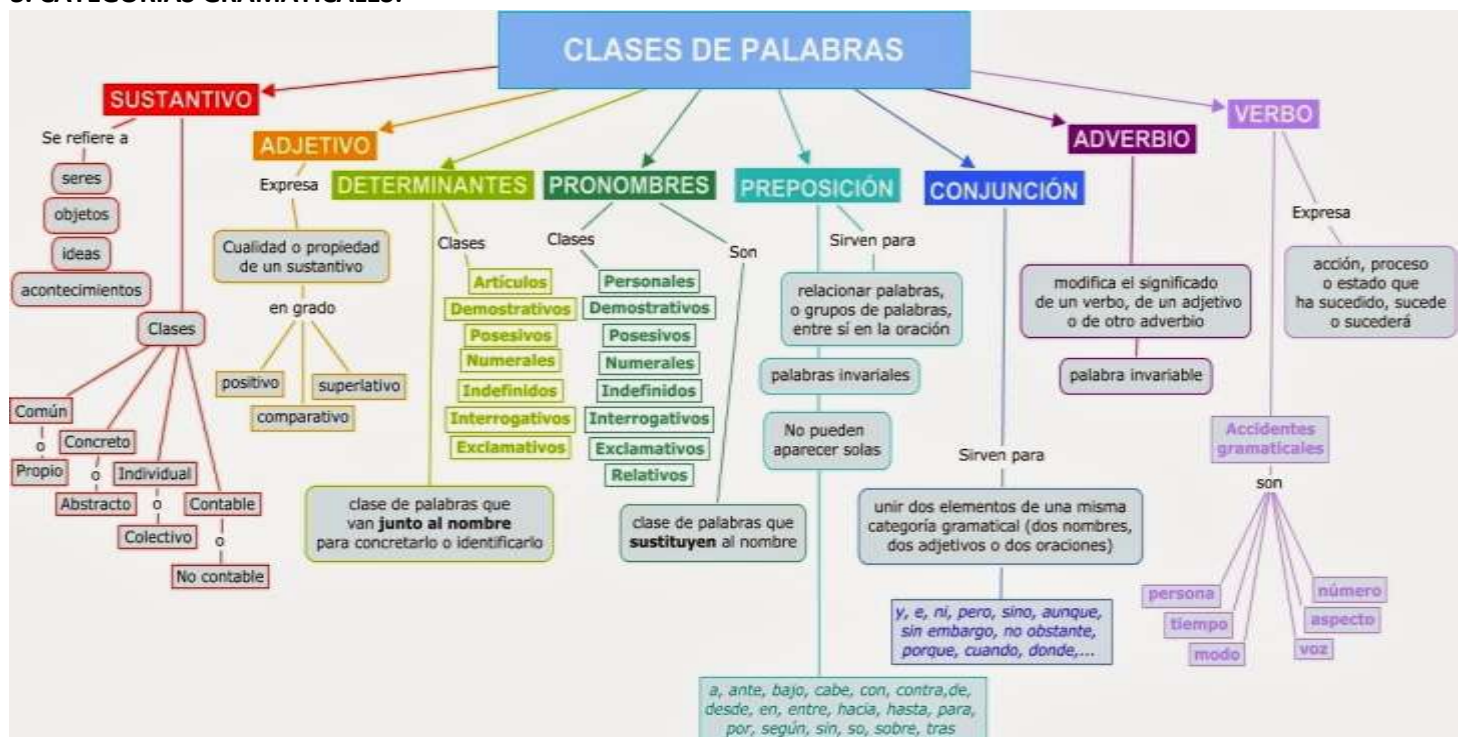 CLASES DE PALABRAS
SUSTANTIVO
Se refiere a
seres
objetos
ideas
acontecimientos
Clases
Común
o
Propio
Concreto
o
Abstracto
Individual
o
Colectivo
Contable
o
No contable
ADJETIVO
Expresa
Cualidad o propiedad
de un sustantivo
en grado
positivo
comparativo
superlativo
DETERMINANTES
Clases
Artículos
Demostrativos
Posesivos
Numerales
Indefinidos
Interrogativos
Exclamativos
clase de palabras que
van junto al nombre
para concretarlo o identificarlo
PRONOMBRES
Clases
Personales
Demostrativos
Posesivos
Numerales
Indefinidos
Interrogativos
Exclamativos
Relativos
Son
clase de palabras que
sustituyen al nombre
PREPOSICIÓN
Sirven para
relacionar palabras,
o grupos de palabras,
entre sí en la oración
palabras invariales
No pueden
aparecer solas
a, ante, bajo, cabe, con, contra,de,
desde, en, entre, hacia, hasta, para,
por, según, sin, so, sobre, tras
CONJUNCIÓN
Sirven para
unir dos elementos de una misma
categoría gramatical (dos nombres,
dos adjetivos o dos oraciones)
y, e, ni, pero, sino, aunque,
sin embargo, no obstante,
porque, cuando, donde,...
ADVERBIO
modifica el significado
de un verbo, de un adjetivo
o de otro adverbio
palabra invariable
VERBO
Expresa
acción, proceso
o estado que
ha sucedido, sucede
o sucederá
Accidentes
gramaticales
son
persona
tiempo
modo
número
aspecto
voz